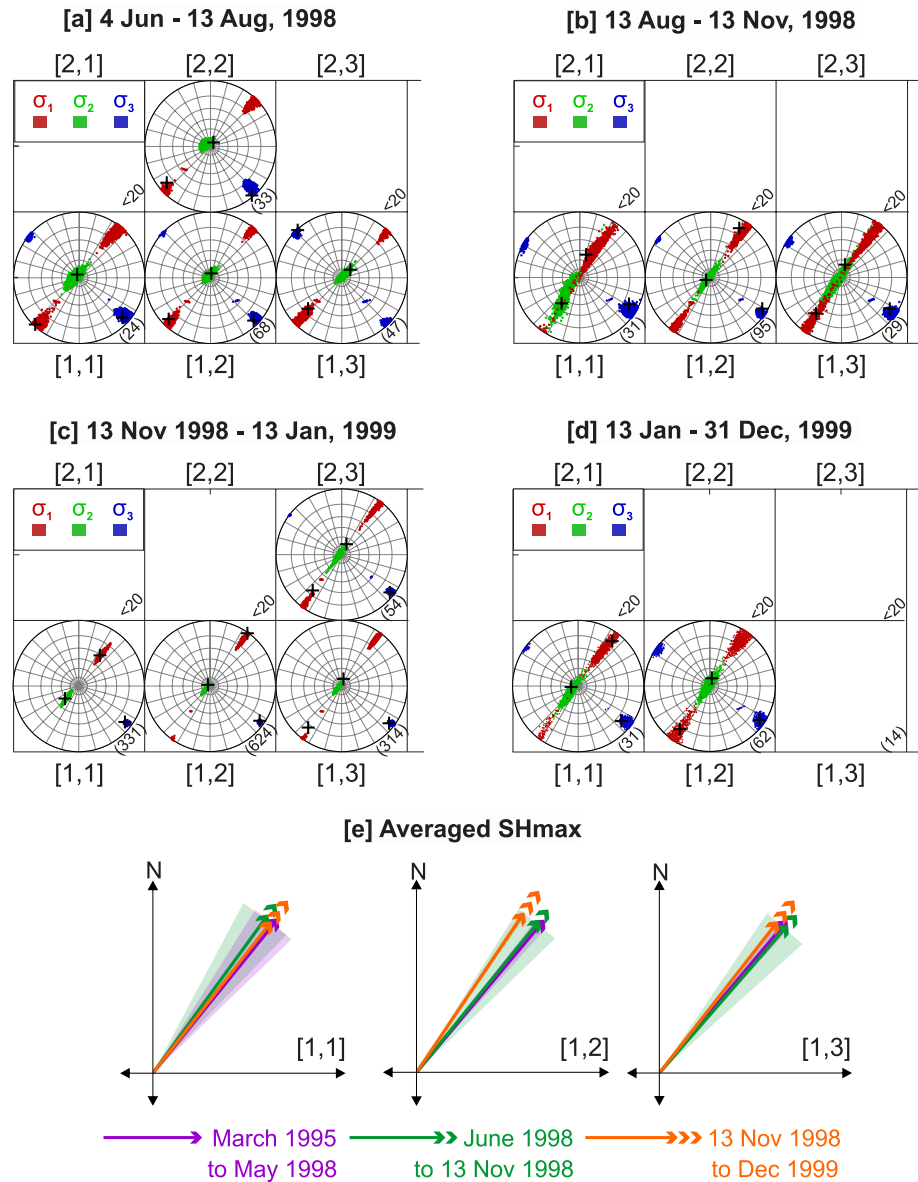 [a] 4 Jun - 13 Aug, 1998
[2,1] [2,2] [2,3]
σ1 σ2 σ3
<20 (33) <20
(24) (68) (47)
[1,1] [1,2] [1,3]
[b] 13 Aug - 13 Nov, 1998
[2,1] [2,2] [2,3]
σ1 σ2 σ3
<20 <20 <20
(31) (95) (29)
[1,1] [1,2] [1,3]
[c] 13 Nov 1998 - 13 Jan, 1999
[2,1] [2,2] [2,3]
σ1 σ2 σ3
<20 <20 (54)
(331) (624) (314)
[1,1] [1,2] [1,3]
[d] 13 Jan - 31 Dec, 1999
[2,1] [2,2] [2,3]
σ1 σ2 σ3
<20 <20 <20
(31) (62) (14)
[1,1] [1,2] [1,3]
[e] Averaged SHmax
N N N
[1,1] [1,2] [1,3]
March 1995 June 1998 13 Nov 1998
to May 1998 to 13 Nov 1998 to Dec 1999